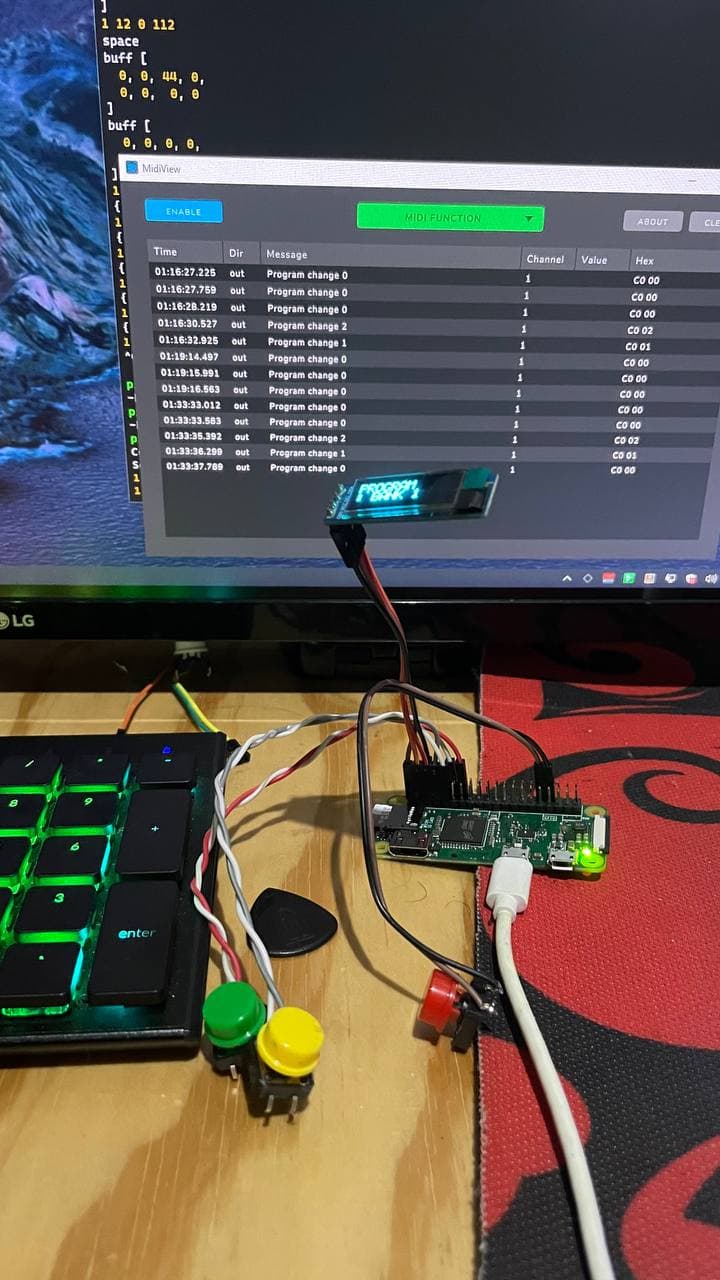 ]
1 12 0 112
space
buff [
0, 0, 44, 0,
0, 0, 0, 0
]
buff [
0, 0, 0, 0,
MidiView
ENABLE
MIDI FUNCTION
ABOUT
CLE
Time Dir Message Channel Value Hex
01:16:27.225 out Program change 0 1 C0 00
01:16:27.759 out Program change 0 1 C0 00
01:16:28.219 out Program change 0 1 C0 00
01:16:30.527 out Program change 2 1 C0 02
01:16:32.925 out Program change 1 1 C0 01
01:19:14.497 out Program change 0 1 C0 00
01:19:15.991 out Program change 0 1 C0 00
01:19:16.563 out Program change 0 1 C0 00
01:33:33.012 out Program change 0 1 C0 00
01:33:33.583 out Program change 0 1 C0 00
01:33:35.392 out Program change 2 1 C0 02
01:33:36.299 out Program change 1 1 C0 01
01:33:37.789 out Program change 0 1 C0 00
PROGRAM
1 BANK 1
LG
/ * -
8 9 +
6
3 enter